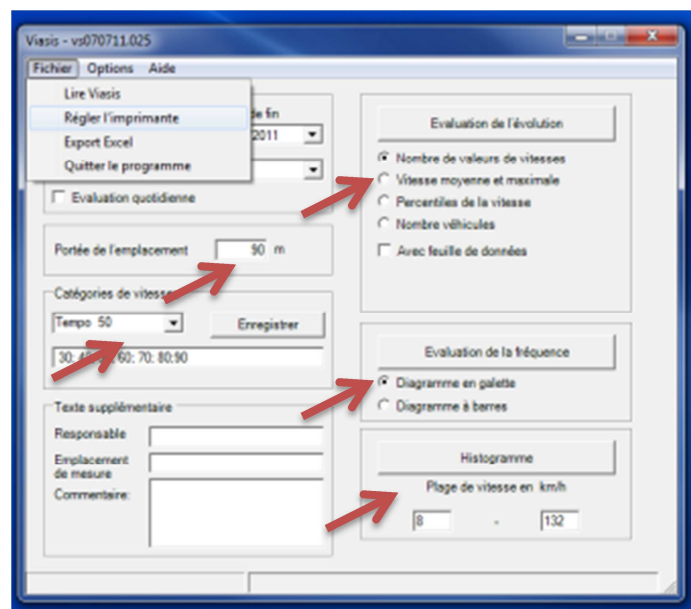 Viasis - vs070711.025
Fichier Options Aide
Lire Viasis
Régler l'imprimante
Export Excel
Quitter le programme
de fin
2011
Evaluation quotidienne
Portée de l'emplacement 90 m
Catégories de vitesse
Tempo 50 Enregistrer
30; 60; 70; 80;90
Texte supplémentaire
Responsable
Emplacement
de mesure
Commentaire:
Evaluation de l'évolution
Nombre de valeurs de vitesses
Vitesse moyenne et maximale
Percentiles de la vitesse
Nombre véhicules
Avec feuille de données
Evaluation de la fréquence
Diagramme en galette
Diagramme à barres
Histogramme
Plage de vitesse en km/h
8 - 132